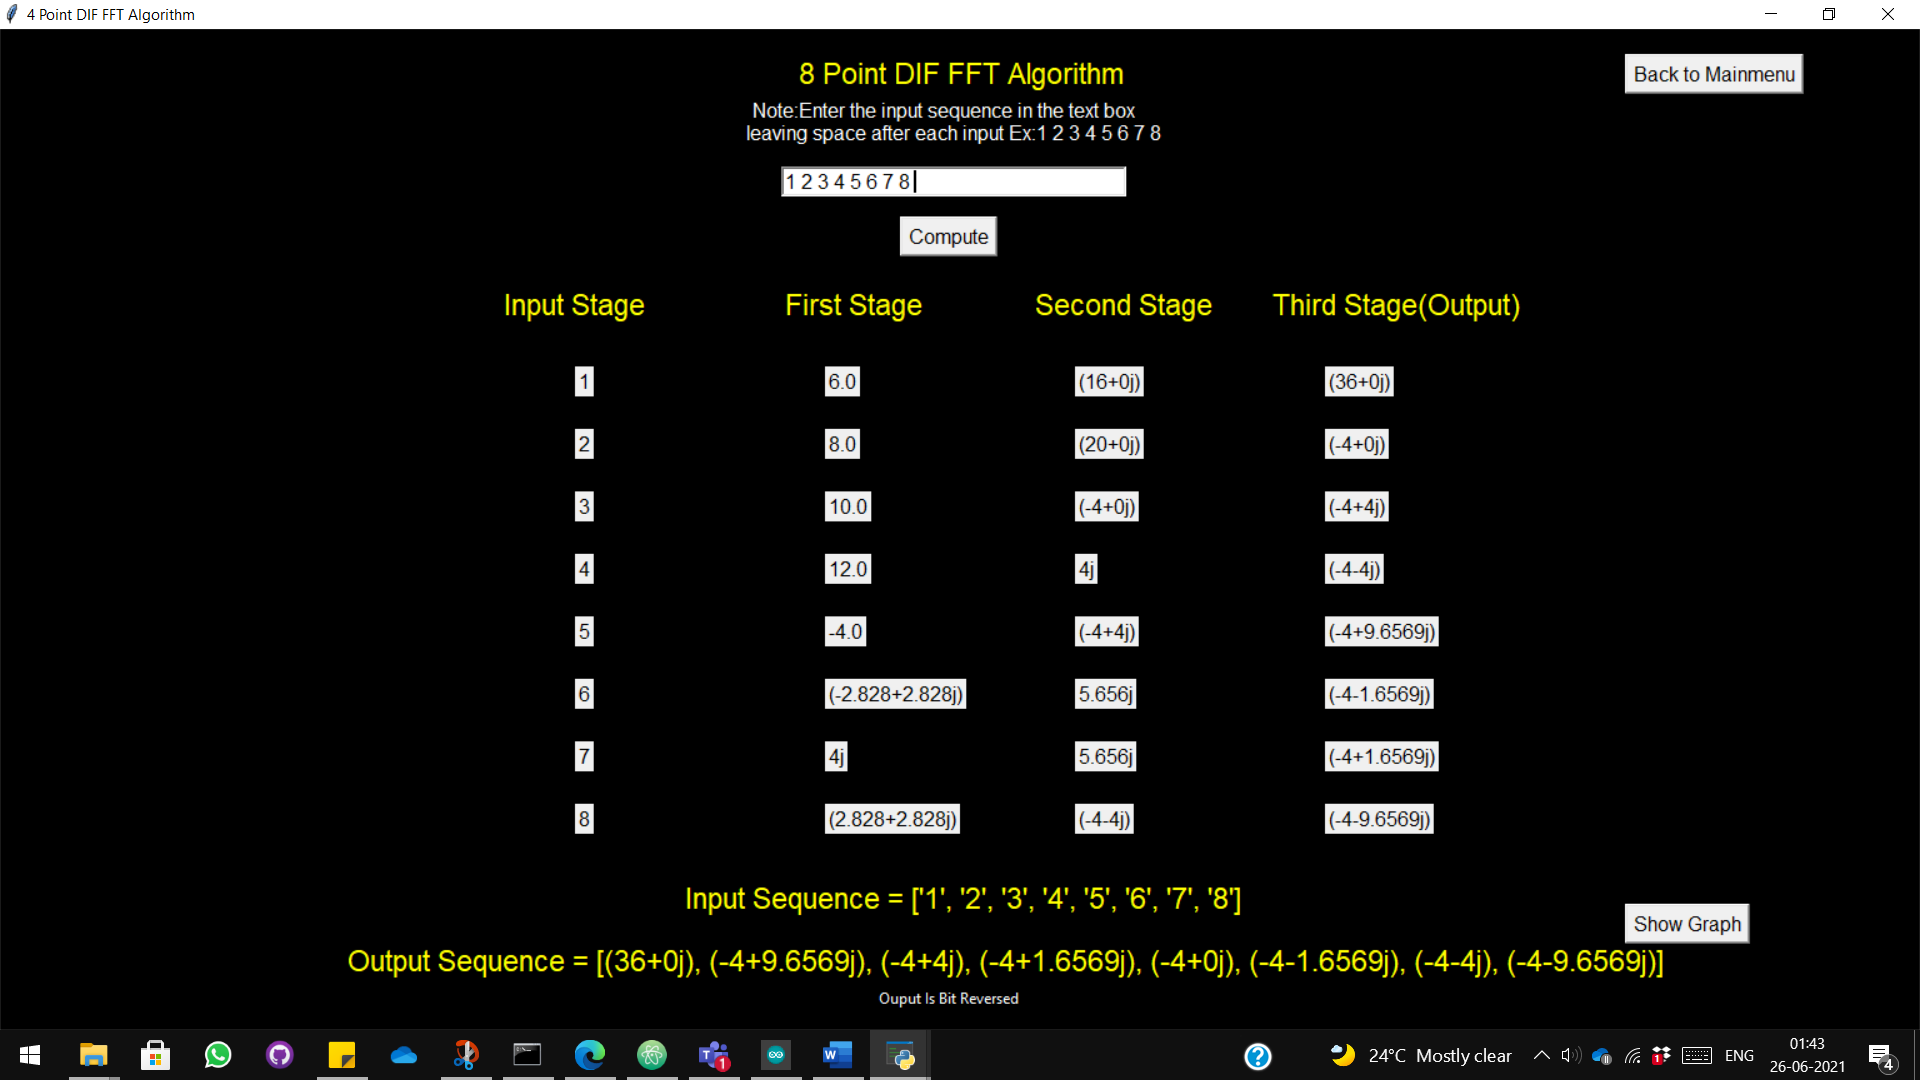 4 Point DIF FFT Algorithm
8 Point DIF FFT Algorithm
Back to Mainmenu
Note:Enter the input sequence in the text box
leaving space after each input Ex:1 2 3 4 5 6 7 8
1 2 3 4 5 6 7 8
Compute
Input Stage First Stage Second Stage Third Stage(Output)
1 6.0 (16+0j) (36+0j)
2 8.0 (20+0j) (-4+0j)
3 10.0 (-4+0j) (-4+4j)
4 12.0 4j (-4-4j)
5 -4.0 (-4+4j) (-4+9.6569j)
6 (-2.828+2.828j) 5.656j (-4-1.6569j)
7 4j 5.656j (-4+1.6569j)
8 (2.828+2.828j) (-4-4j) (-4-9.6569j)
Input Sequence = ['1', '2', '3', '4', '5', '6', '7', '8']
Show Graph
Output Sequence = [(36+0j), (-4+9.6569j), (-4+4j), (-4+1.6569j), (-4+0j), (-4-1.6569j), (-4-4j), (-4-9.6569j)]
Ouput Is Bit Reversed
24°C Mostly clear ENG 01:43
26-06-2021
1
1
4